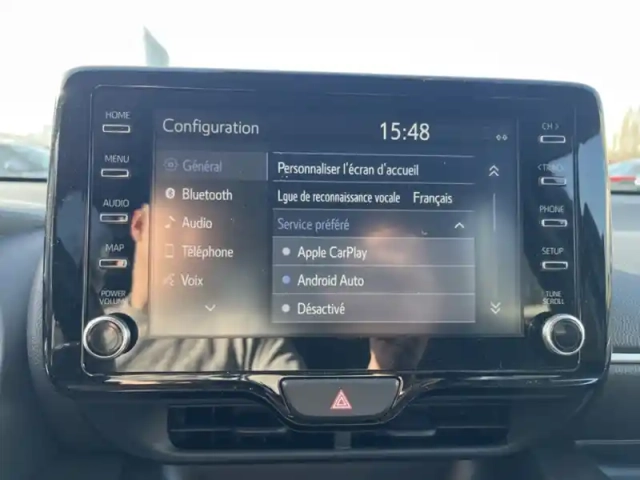 HOME
MENU
AUDIO
MAP
POWER
VOLUME
Configuration 15:48
Général
Bluetooth
Audio
Téléphone
Voix
Personnaliser l'écran d'accueil
Lgue de reconnaissance vocale Français
Service préféré
Apple CarPlay
Android Auto
Désactivé
CH >
< TRACK
PHONE
SETUP
TUNE
SCROLL